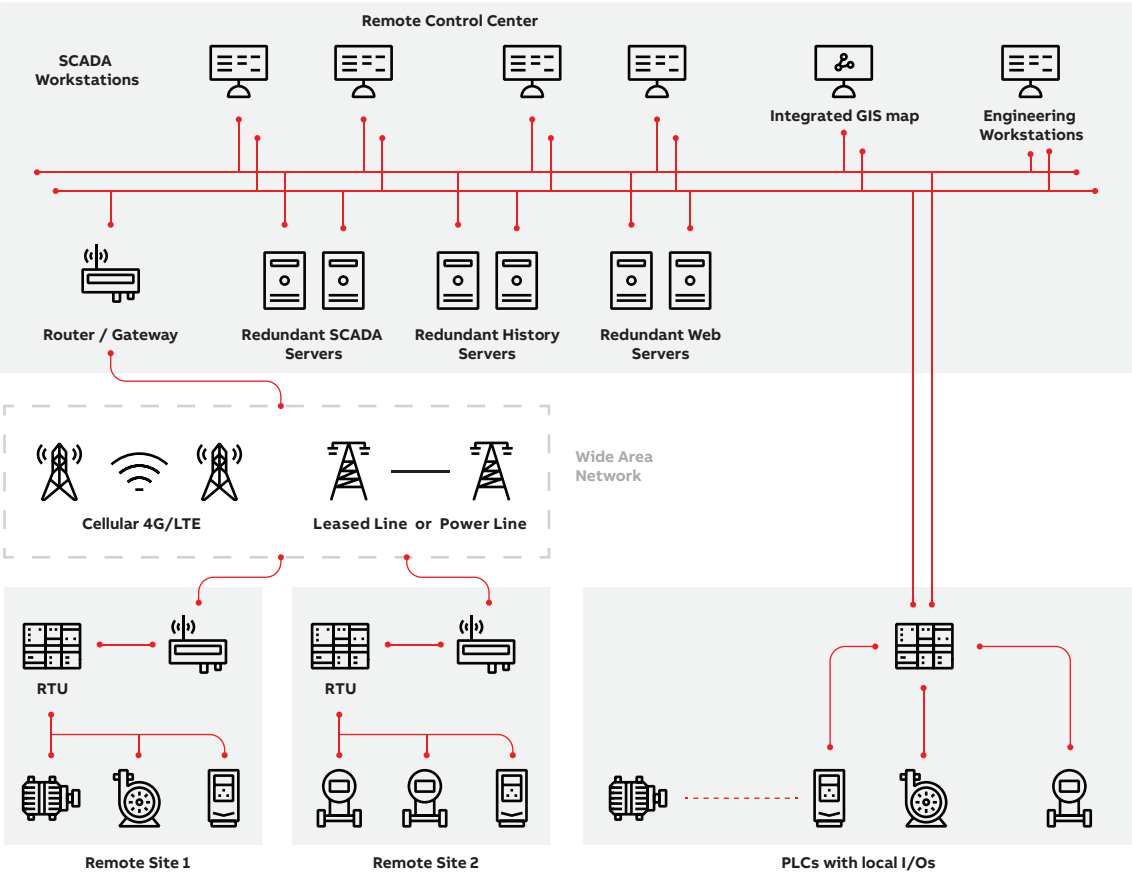 Remote Control Center
SCADA
Workstations
Integrated GIS map
Engineering
Workstations
Router / Gateway
Redundant SCADA
Servers
Redundant History
Servers
Redundant Web
Servers
Wide Area
Network
Cellular 4G/LTE
Leased Line or Power Line
RTU
RTU
Remote Site 1
Remote Site 2
PLCs with local I/Os